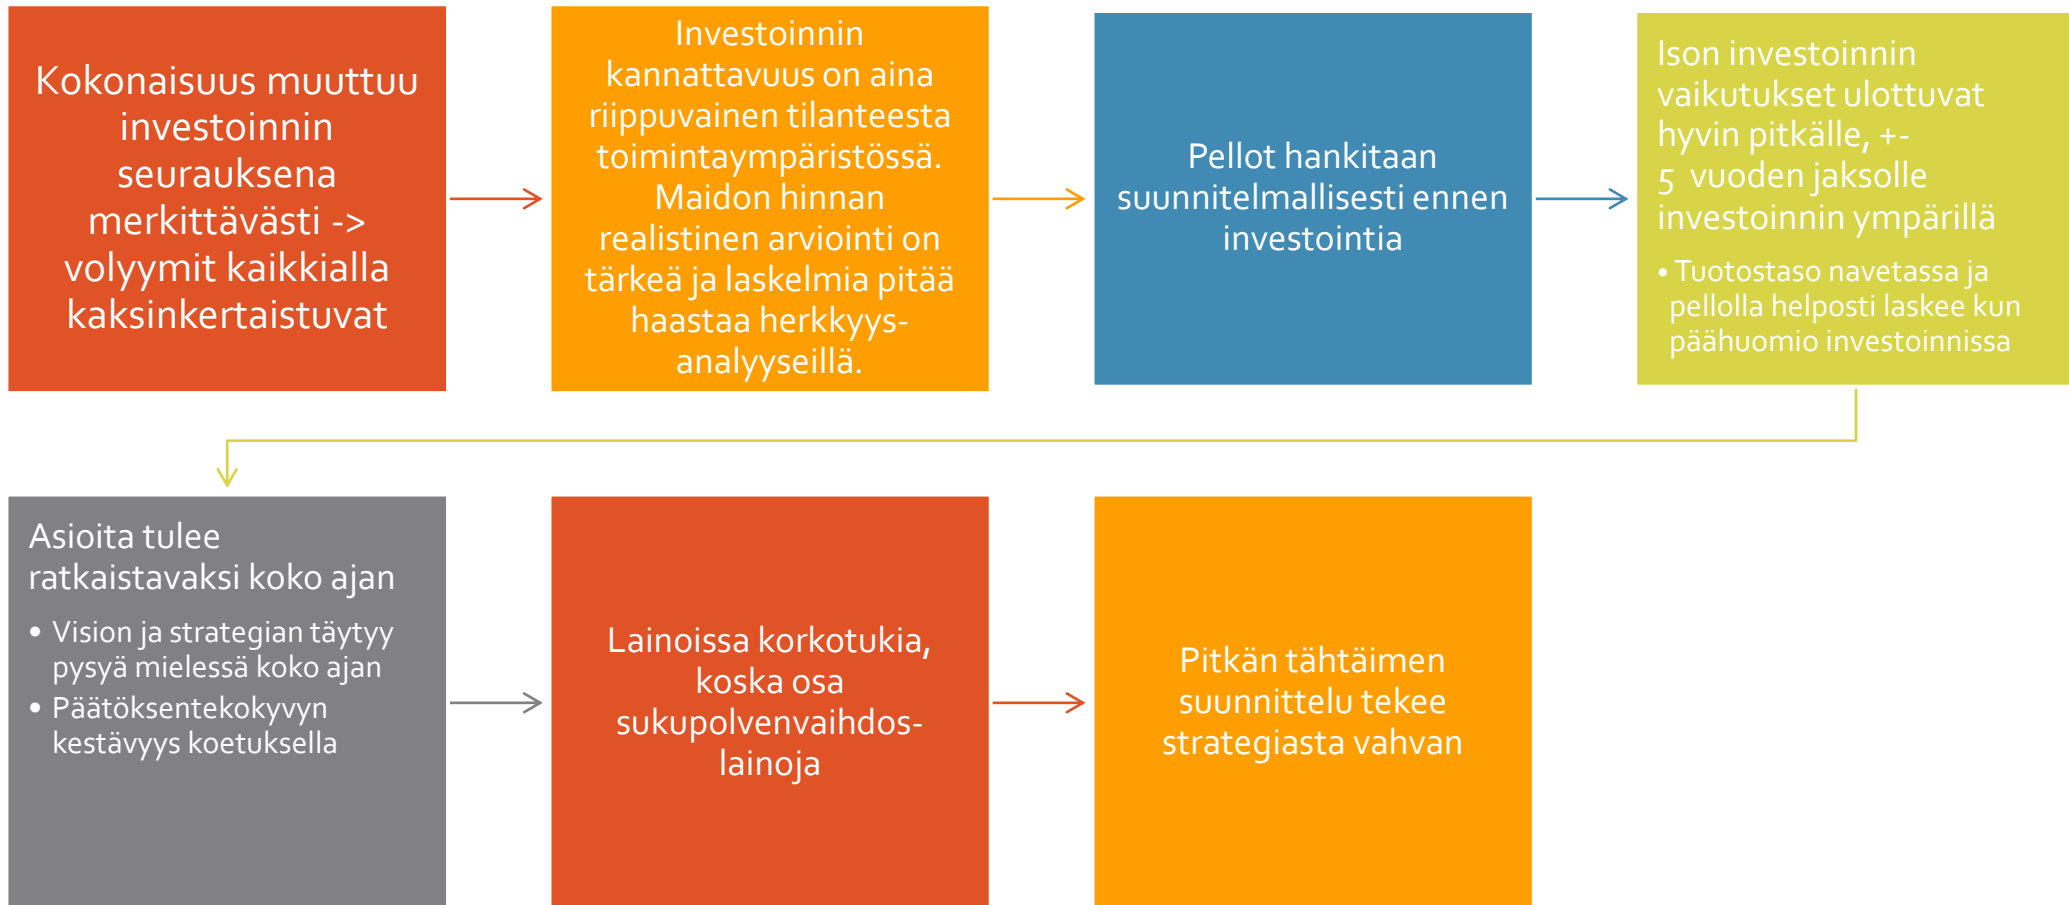 Kokonaisuus muuttuu
investoinnin
seurauksena
merkittävästi ->
volyymit kaikkialla
kaksinkertaistuvat
Investoinnin
kannattavuus on aina
riippuvainen tilanteesta
toimintaympäristössä.
Maidon hinnan
realistinen arviointi on
tärkeä ja laskelmia pitää
haastaa herkkyys-
analyyseillä.
Pellot hankitaan
suunnitelmallisesti ennen
investointia
Ison investoinnin
vaikutukset ulottuvat
hyvin pitkälle, +-
5 vuoden jaksolle
investoinnin ympärillä
• Tuotostaso navetassa ja
pellolla helposti laskee kun
päähuomio investoinnissa
Asioita tulee
ratkaistavaksi koko ajan
• Vision ja strategian täytyy
pysyä mielessä koko ajan
• Päätöksentekokyvyn
kestävyys koetuksella
Lainoissa korkotukia,
koska osa
sukupolvenvaihdos-
lainoja
Pitkän tähtäimen
suunnittelu tekee
strategiasta vahvan